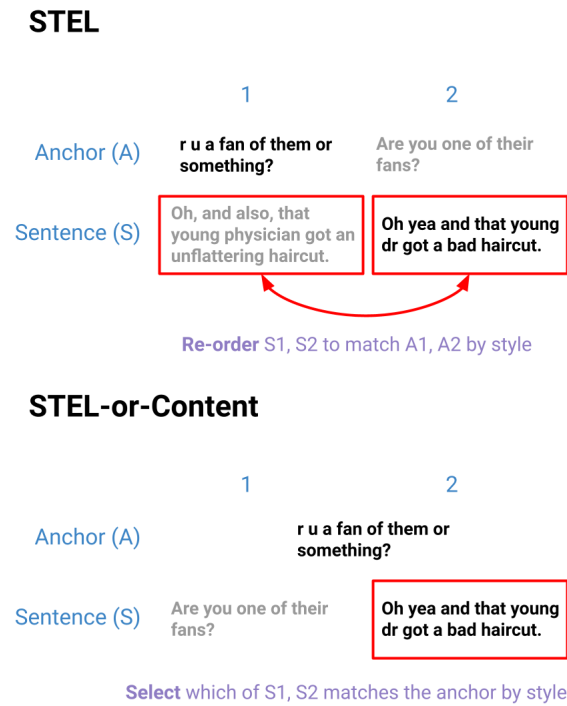 STEL
1 2
Anchor (A)
r u a fan of them or
something?
Are you one of their
fans?
Sentence (S)
Oh, and also, that
young physician got an
unflattering haircut.
Oh yea and that young
dr got a bad haircut.
Re-order S1, S2 to match A1, A2 by style
STEL-or-Content
1 2
Anchor (A)
r u a fan of them or
something?
Sentence (S)
Are you one of their
fans?
Oh yea and that young
dr got a bad haircut.
Select which of S1, S2 matches the anchor by style